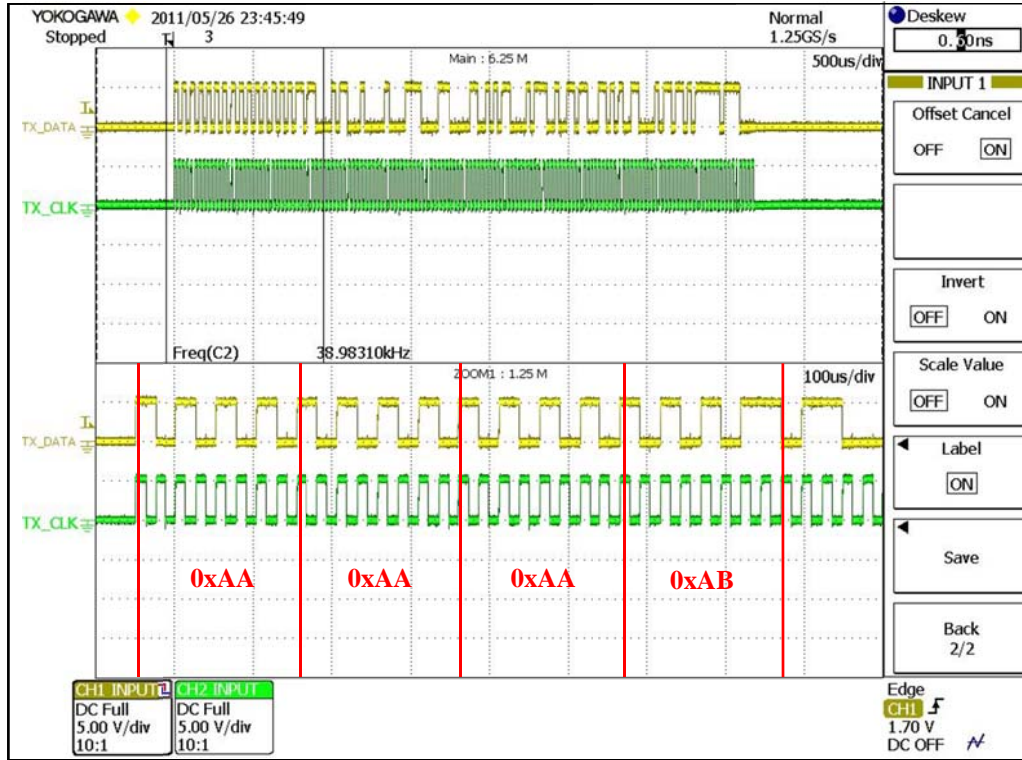 YOKOGAWA 2011/05/26 23:45:49
Normal
Stopped
3
1.25GS/s
Main : 6.25 M
500us/div
TX_DATA
TX_CLK
Freq(C2) 38.98310kHz
ZOOM1 : 1.25 M
100us/div
TX_DATA
TX_CLK
0xAA 0xAA 0xAA 0xAB
CH1 INPUT
DC Full
5.00 V/div
10:1
CH2 INPUT
DC Full
5.00 V/div
10:1
Deskew
0.60ns
INPUT 1
Offset Cancel
OFF ON
Invert
OFF ON
Scale Value
OFF ON
Label
ON
Save
Back
2/2
Edge
CH1
1.70 V
DC OFF